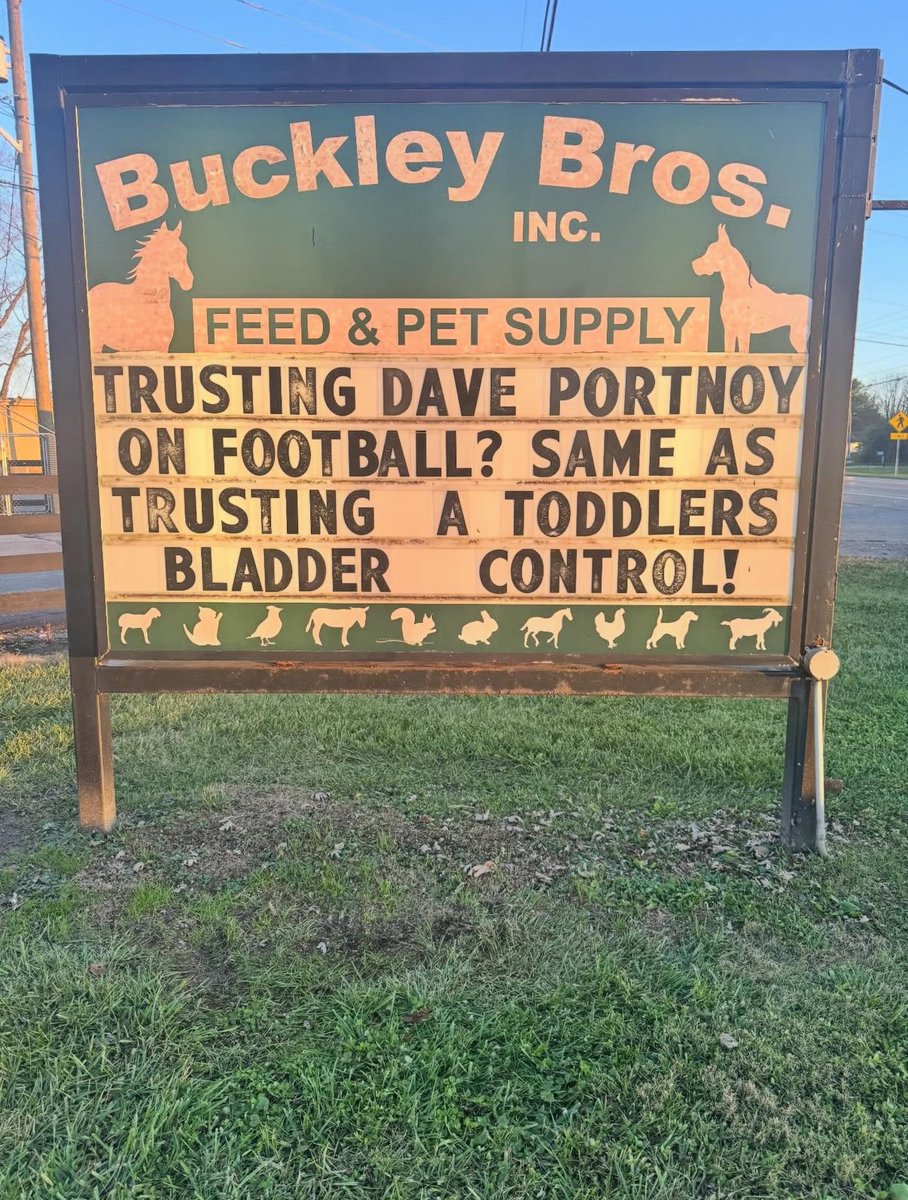 Buckley Bros.
INC.
FEED & PET SUPPLY
TRUSTING DAVE PORTNOY
ON FOOTBALL? SAME AS
TRUSTING A TODDLERS
BLADDER CONTROL!